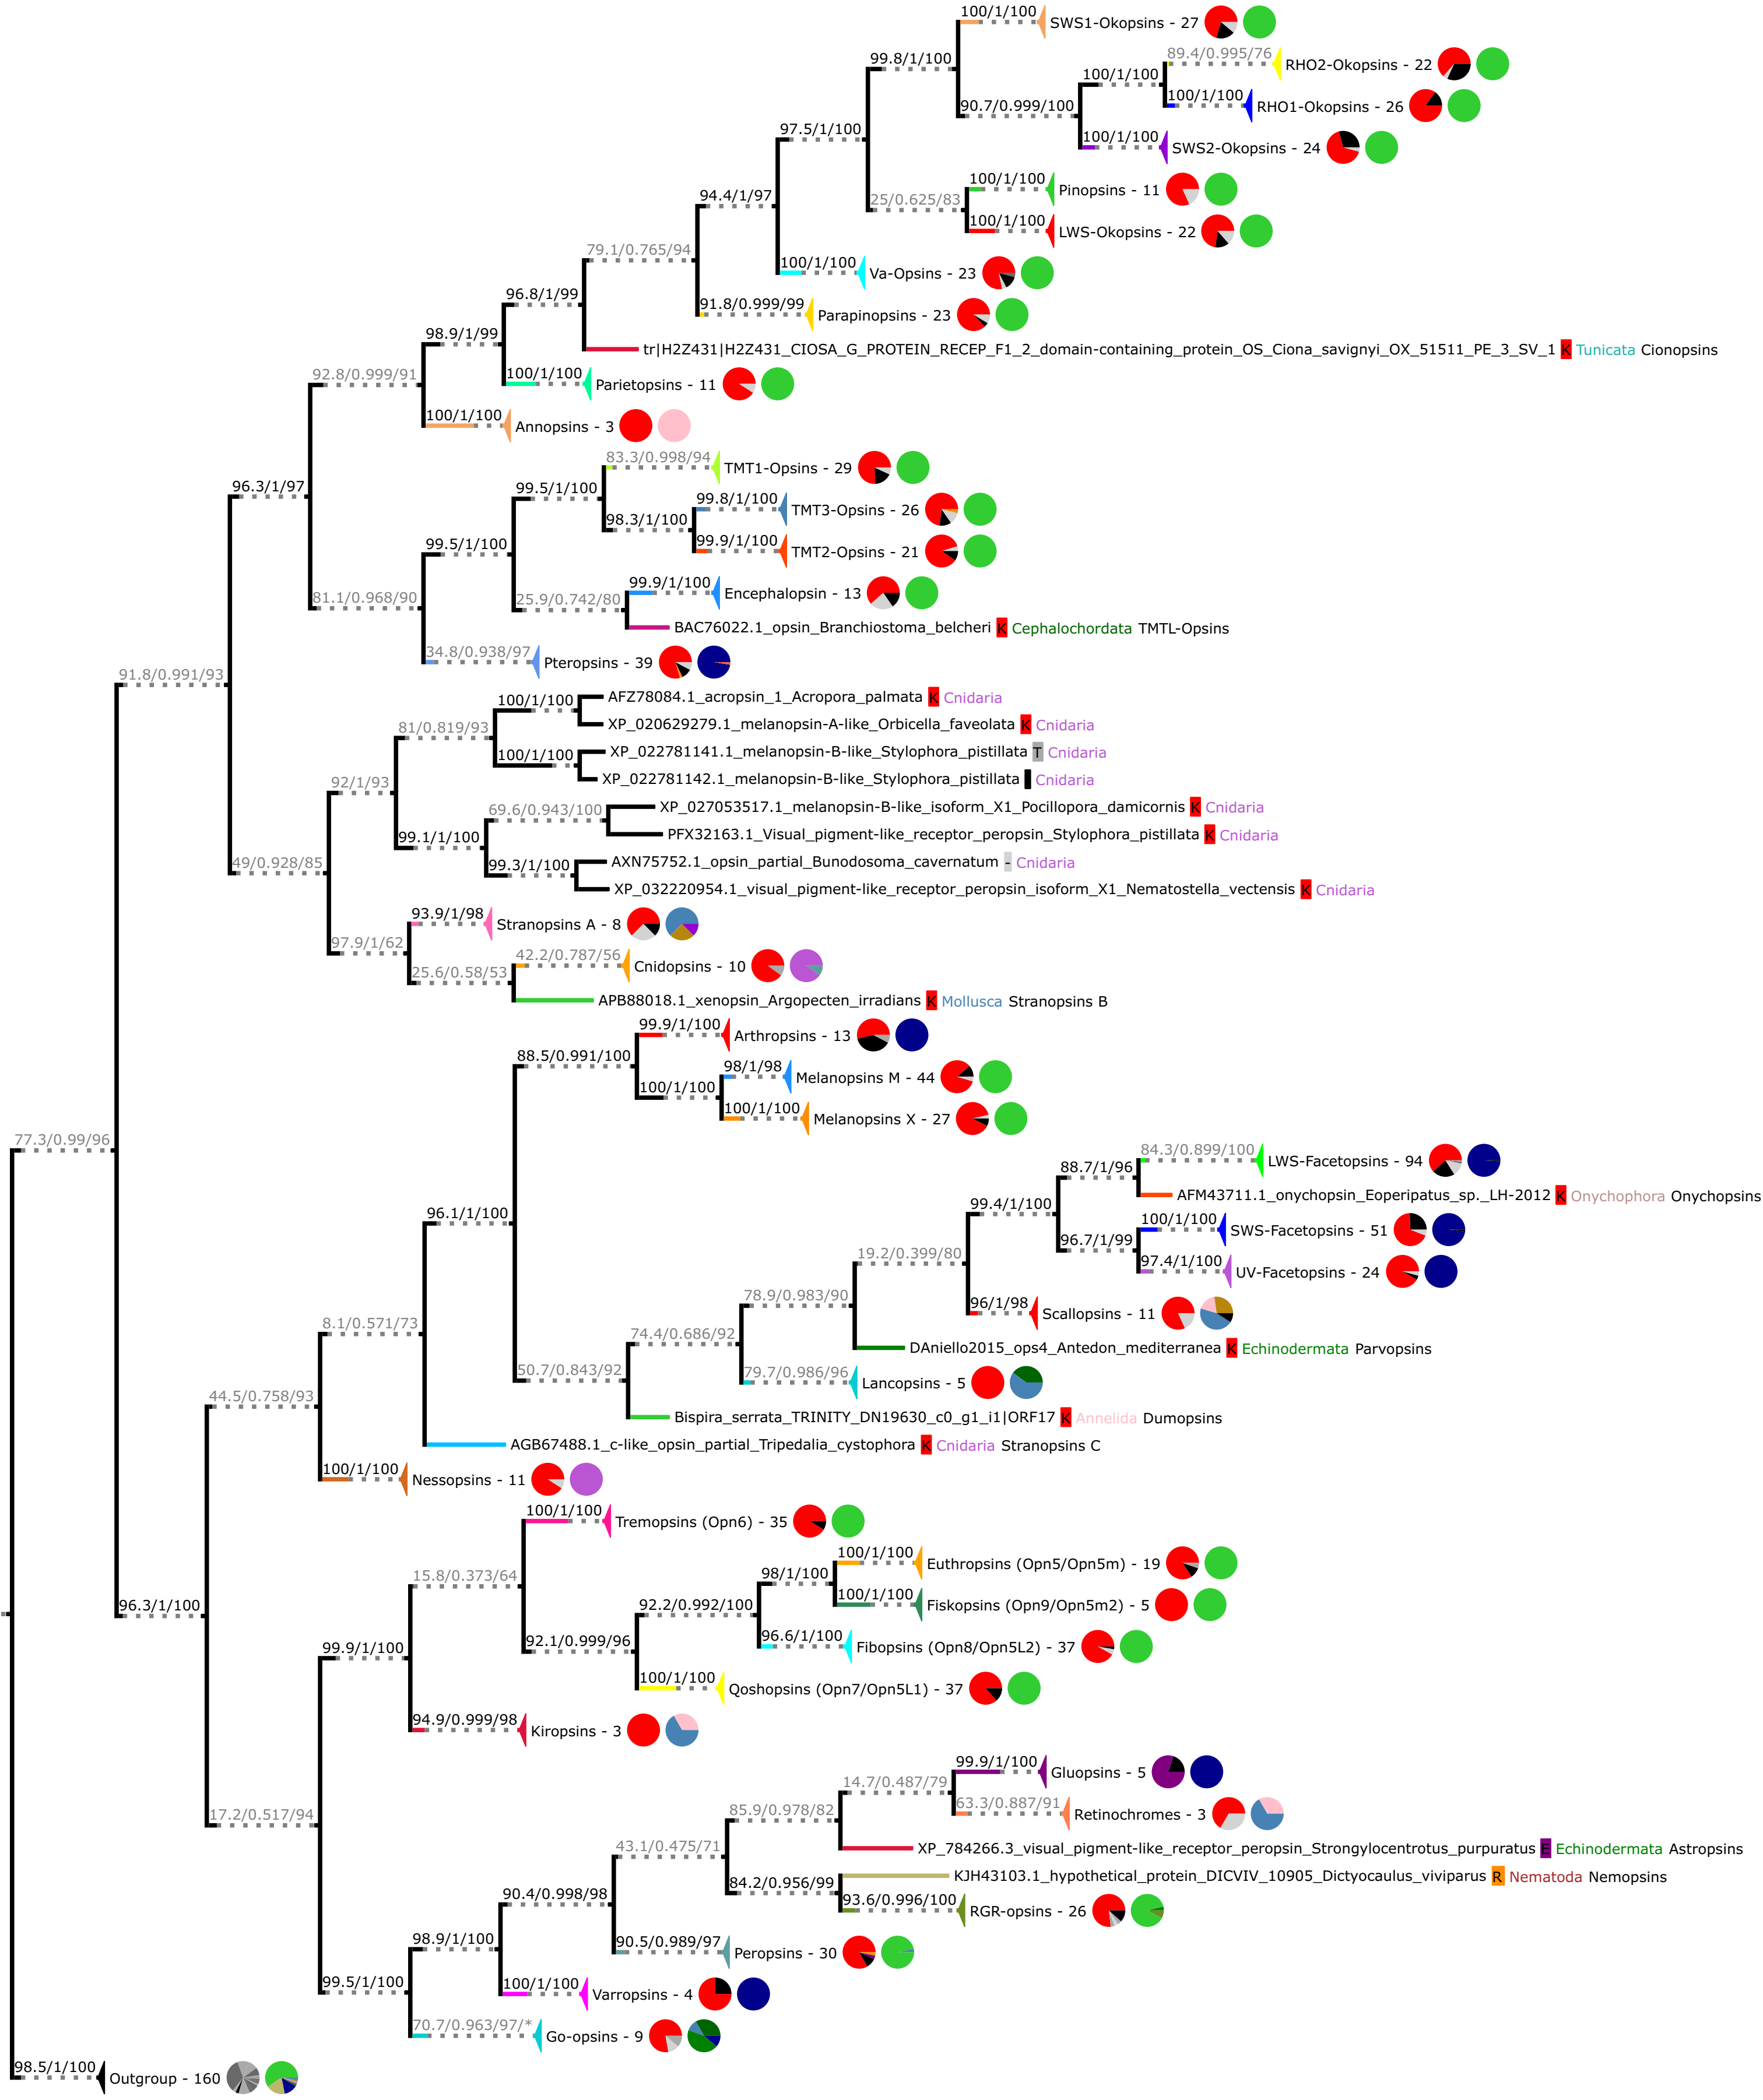 100/1/100
SWS1-Okopsins - 27
99.8/1/100
89.4/0.995/76
RHO2-Okopsins - 22
100/1/100
90.7/0.999/100
100/1/100
RHO1-Okopsins - 26
97.5/1/100
100/1/100
SWS2-Okopsins - 24
100/1/100
Pinopsins - 11
94.4/1/97
25/0.625/83
100/1/100
LWS-Okopsins - 22
79.1/0.765/94
100/1/100
Va-Opsins - 23
96.8/1/99
91.8/0.999/99
Parapinopsins - 23
98.9/1/99
tr|H2Z431|H2Z431_CIOSA_G_PROTEIN_RECEP_F1_2_domain-containing_protein_OS_Ciona_savignyi_OX_51511_PE_3_SV_1 K Tunicata Cionopsins
92.8/0.999/91
100/1/100
Parietopsins - 11
100/1/100
Annopsins - 3
83.3/0.998/94
TMT1-Opsins - 29
96.3/1/97
99.5/1/100
99.8/1/100
TMT3-Opsins - 26
98.3/1/100
99.5/1/100
99.9/1/100
TMT2-Opsins - 21
99.9/1/100
Encephalopsin - 13
81.1/0.968/90
25.9/0.742/80
BAC76022.1_opsin_Branchiostoma_belcheri K Cephalochordata TMTL-Opsins
34.8/0.938/97
Pteropsins - 39
91.8/0.991/93
100/1/100
AFZ78084.1_acropsin_1_Acropora_palmata K Cnidaria
XP_020629279.1_melanopsin-A-like_Orbicella_faveolata K Cnidaria
81/0.819/93
100/1/100
XP_022781141.1_melanopsin-B-like_Stylophora_pistillata T Cnidaria
XP_022781142.1_melanopsin-B-like_Stylophora_pistillata Cnidaria
92/1/93
69.6/0.943/100
XP_027053517.1_melanopsin-B-like_isoform_X1_Pocillopora_damicornis K Cnidaria
99.1/1/100
PFX32163.1_Visual_pigment-like_receptor_peropsin_Stylophora_pistillata K Cnidaria
49/0.928/85
99.3/1/100
AXN75752.1_opsin_partial_Bunodosoma_cavernatum - Cnidaria
XP_032220954.1_visual_pigment-like_receptor_peropsin_isoform_X1_Nematostella_vectensis K Cnidaria
93.9/1/98
Stranopsins A - 8
97.9/1/62
42.2/0.787/56
Cnidopsins - 10
25.6/0.58/53
APB88018.1_xenopsin_Argopecten_irradians K Mollusca Stranopsins B
99.9/1/100
Arthropsins - 13
88.5/0.991/100
98/1/98
Melanopsins M - 44
100/1/100
100/1/100
Melanopsins X - 27
77.3/0.99/96
84.3/0.899/100
LWS-Facetopsins - 94
88.7/1/96
AFM43711.1_onychopsin_Eoperipatus_sp._LH-2012 K Onychophora Onychopsins
99.4/1/100
96.1/1/100
100/1/100
SWS-Facetopsins - 51
96.7/1/99
19.2/0.399/80
97.4/1/100
UV-Facetopsins - 24
78.9/0.983/90
96/1/98
Scallopsins - 11
8.1/0.571/73
74.4/0.686/92
DAniello2015_ops4_Antedon_mediterranea K Echinodermata Parvopsins
50.7/0.843/92
79.7/0.986/96
Lancopsins - 5
44.5/0.758/93
Bispira_serrata_TRINITY_DN19630_c0_g1_i1|ORF17 K Annelida Dumopsins
AGB67488.1_c-like_opsin_partial_Tripedalia_cystophora K Cnidaria Stranopsins C
100/1/100
Nessopsins - 11
100/1/100
Tremopsins (Opn6) - 35
100/1/100
Euthropsins (Opn5/Opn5m) - 19
15.8/0.373/64
98/1/100
100/1/100
Fiskopsins (Opn9/Opn5m2) - 5
96.3/1/100
92.2/0.992/100
96.6/1/100
Fibopsins (Opn8/Opn5L2) - 37
99.9/1/100
92.1/0.999/96
100/1/100
Qoshopsins (Opn7/Opn5L1) - 37
94.9/0.999/98
Kiropsins - 3
99.9/1/100
Gluopsins - 5
14.7/0.487/79
17.2/0.517/94
63.3/0.887/91
Retinochromes - 3
85.9/0.978/82
XP_784266.3_visual_pigment-like_receptor_peropsin_Strongylocentrotus_purpuratus E Echinodermata Astropsins
43.1/0.475/71
KJH43103.1_hypothetical_protein_DICVIV_10905_Dictyocaulus_viviparus R Nematoda Nemopsins
84.2/0.956/99
90.4/0.998/98
93.6/0.996/100
RGR-opsins - 26
98.9/1/100
90.5/0.989/97
Peropsins - 30
99.5/1/100
100/1/100
Varropsins - 4
70.7/0.963/97/*
Go-opsins - 9
98.5/1/100
Outgroup - 160